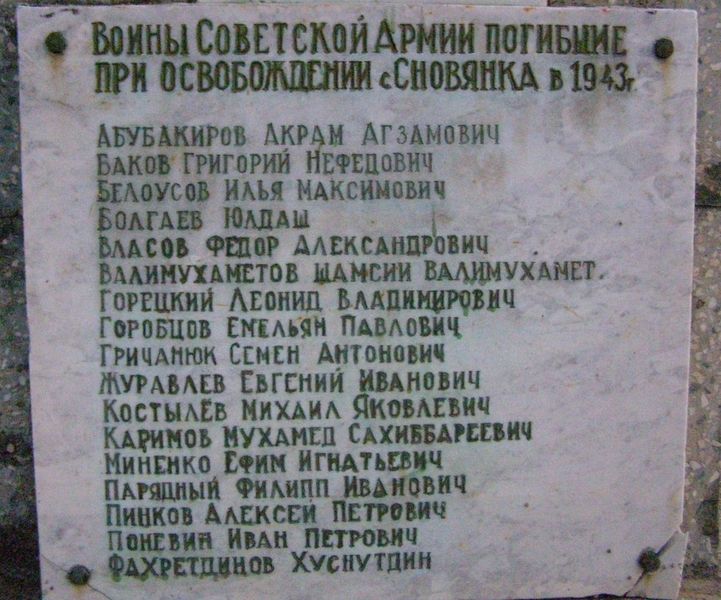 Воины Советской Армии погибшие
при освобождении с Сновянка в 1943г.
Абубакиров Акрам Агзамович
Баков Григорий Нефедович
Белоусов Илья Максимович
Болгаев Юлдаш
Власов Федор Александрович
Валимухаметов Шамсии Валимухамет.
Горецкий Леонид Владимирович
Горобцов Емельян Павлович
Гричанюк Семен Антонович
Журавлев Евгений Иванович
Костылёв Михаил Яковлевич
Каримов Мухамед Сахиббареевич
Миненко Ефим Игнатьевич
Парядный Филипп Иванович
Пинков Алексей Петрович
Поневин Иван Петрович
Фахретдинов Хуснутдин